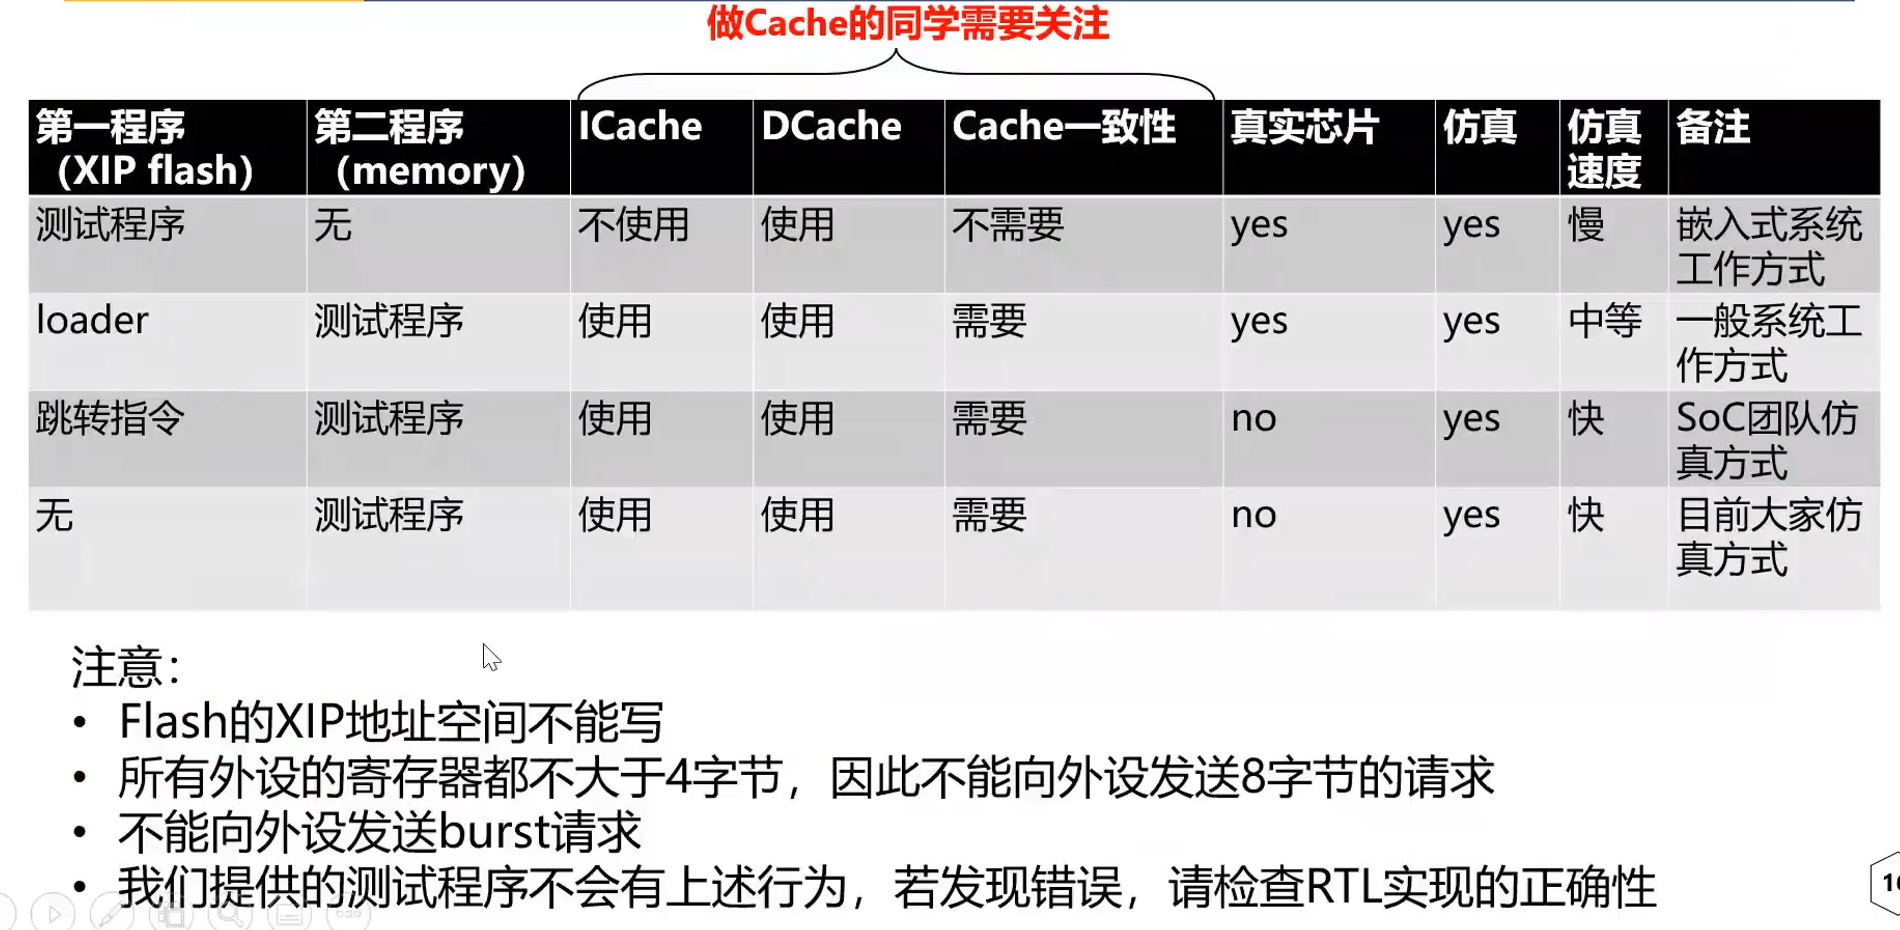 做Cache的同学需要关注
第一程序 第二程序 ICache DCache Cache一致性 真实芯片 仿真 仿真 备注
（XIP flash） （memory） 速度
测试程序 无 不使用 使用 不需要 yes yes 慢 嵌入式系统
工作方式
loader 测试程序 使用 使用 需要 yes yes 中等 一般系统工
作方式
跳转指令 测试程序 使用 使用 需要 no yes 快 SoC团队仿
真方式
无 测试程序 使用 使用 需要 no yes 快 目前大家仿
真方式
注意：
• Flash的XIP地址空间不能写
• 所有外设的寄存器都不大于4字节，因此不能向外设发送8字节的请求
• 不能向外设发送burst请求
• 我们提供的测试程序不会有上述行为，若发现错误，请检查RTL实现的正确性